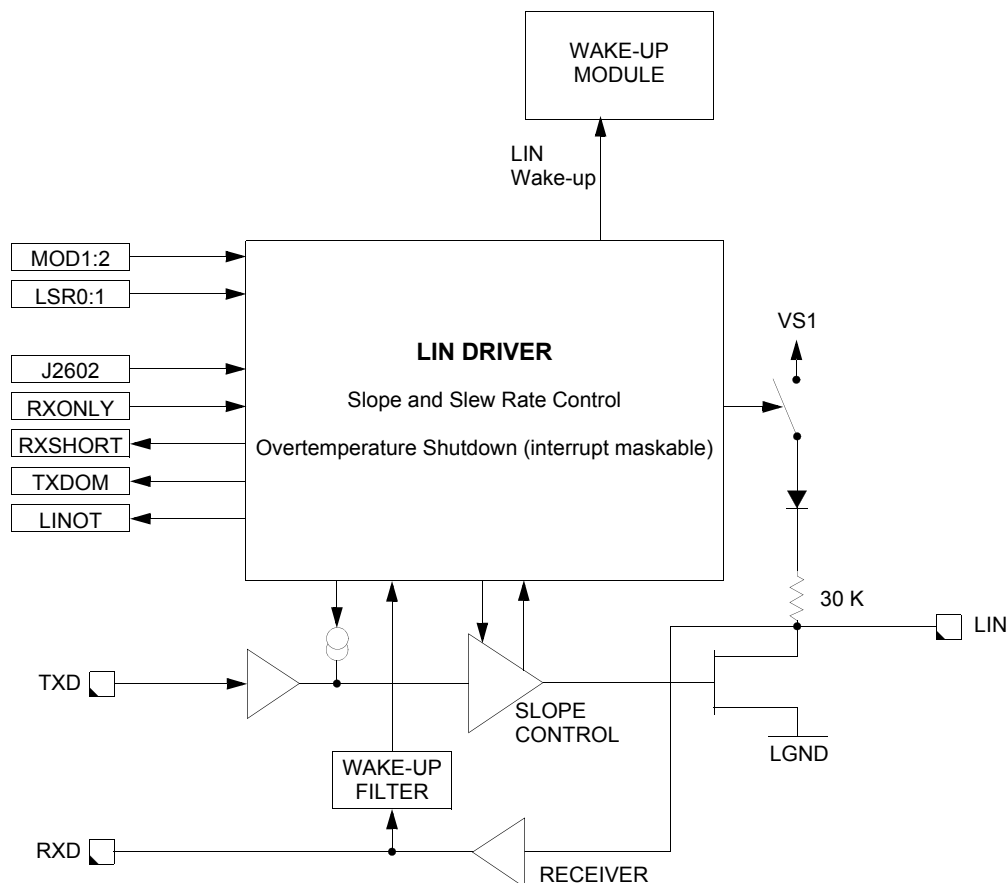 WAKE-UP
MODULE
LIN
Wake-up
MOD1:2
LSR0:1
VS1
LIN DRIVER
J2602
Slope and Slew Rate Control
RXONLY
RXSHORT
Overtemperature Shutdown (interrupt maskable)
TXDOM
LINOT
30 K
LIN
TXD
SLOPE
CONTROL
LGND
WAKE-UP
FILTER
RXD
RECEIVER